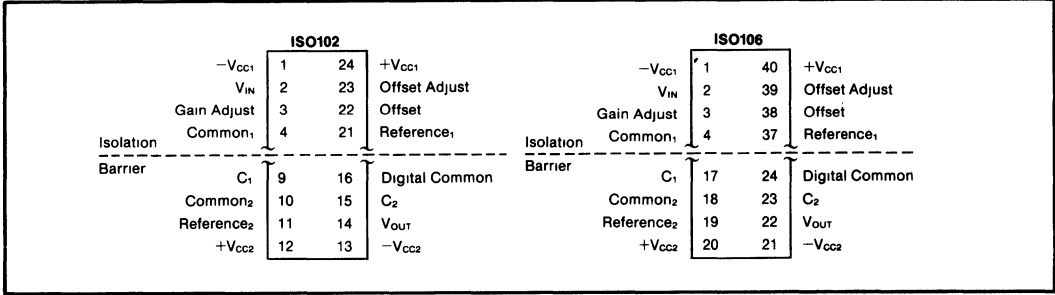 ISO102
−VCC1 1 24 +VCC1
VIN 2 23 Offset Adjust
Gain Adjust 3 22 Offset
Common1 4 21 Reference1
Isolation
Barrier
C1 9 16 Digital Common
Common2 10 15 C2
Reference2 11 14 VOUT
+VCC2 12 13 −VCC2
ISO106
−VCC1 1 40 +VCC1
VIN 2 39 Offset Adjust
Gain Adjust 3 38 Offset
Common1 4 37 Reference1
Isolation
Barrier
C1 17 24 Digital Common
Common2 18 23 C2
Reference2 19 22 VOUT
+VCC2 20 21 −VCC2